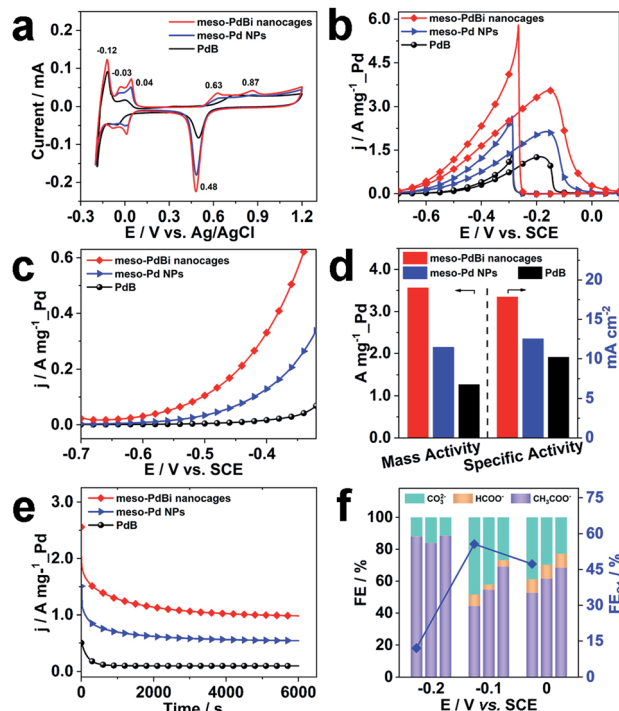 a
meso-PdBi nanocages
meso-Pd NPs
PdB
-0.12
-0.03
0.04
0.63
0.87
0.48
0.2
0.1
0.0
-0.1
-0.2
Current / mA
-0.3
0.0
0.3
0.6
0.9
1.2
E / V vs. Ag/AgCl
b
meso-PdBi nanocages
meso-Pd NPs
PdB
6.0
4.5
3.0
1.5
0.0
j / A mg⁻¹_Pd
-0.6
-0.4
-0.2
0.0
E / V vs. SCE
c
meso-PdBi nanocages
meso-Pd NPs
PdB
0.6
0.4
0.2
0.0
j / A mg⁻¹_Pd
-0.7
-0.6
-0.5
-0.4
E / V vs. SCE
d
meso-PdBi nanocages
meso-Pd NPs
PdB
4.0
3.0
2.0
1.0
0.0
A mg⁻¹_Pd
20
15
10
5
0
mA cm⁻²
Mass Activity
Specific Activity
e
meso-PdBi nanocages
meso-Pd NPs
PdB
3.0
2.0
1.0
0.0
j / A mg⁻¹_Pd
0
2000
4000
6000
Time / s
f
CO₃²⁻
HCOO⁻
CH₃COO⁻
100
80
60
40
20
0
FE / %
75
60
45
30
15
0
/ %
-0.2
-0.1
0
E / V vs. SCE